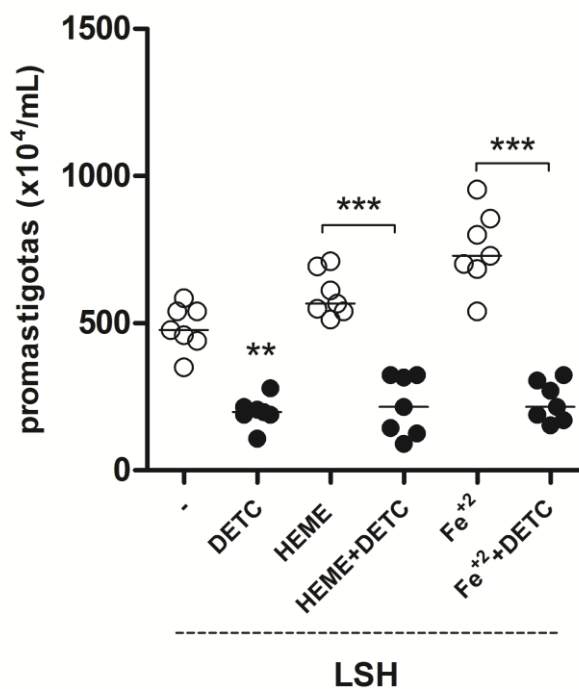 promastigotas (x10⁴/mL)
1500
1000
500
0
***
***
**
-
DETC
HEME
HEME+DETC
Fe⁺²
Fe⁺²+DETC
LSH